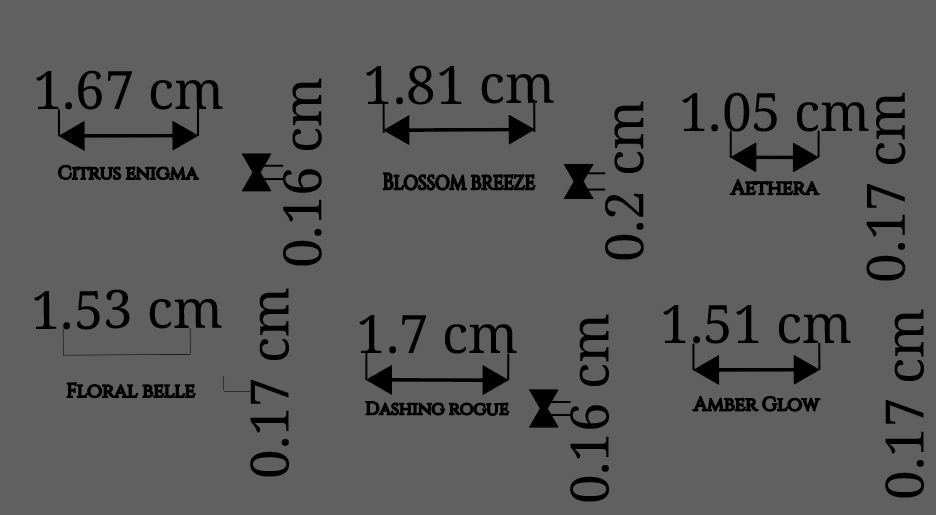 1.67 cm
CITRUS ENIGMA
0.16 cm
1.81 cm
BLOSSOM BREEZE
0.2 cm
1.05 cm
AETHERA
0.17 cm
1.53 cm
FLORAL BELLE
0.17 cm
1.7 cm
DASHING ROGUE
0.16 cm
1.51 cm
AMBER GLOW
0.17 cm